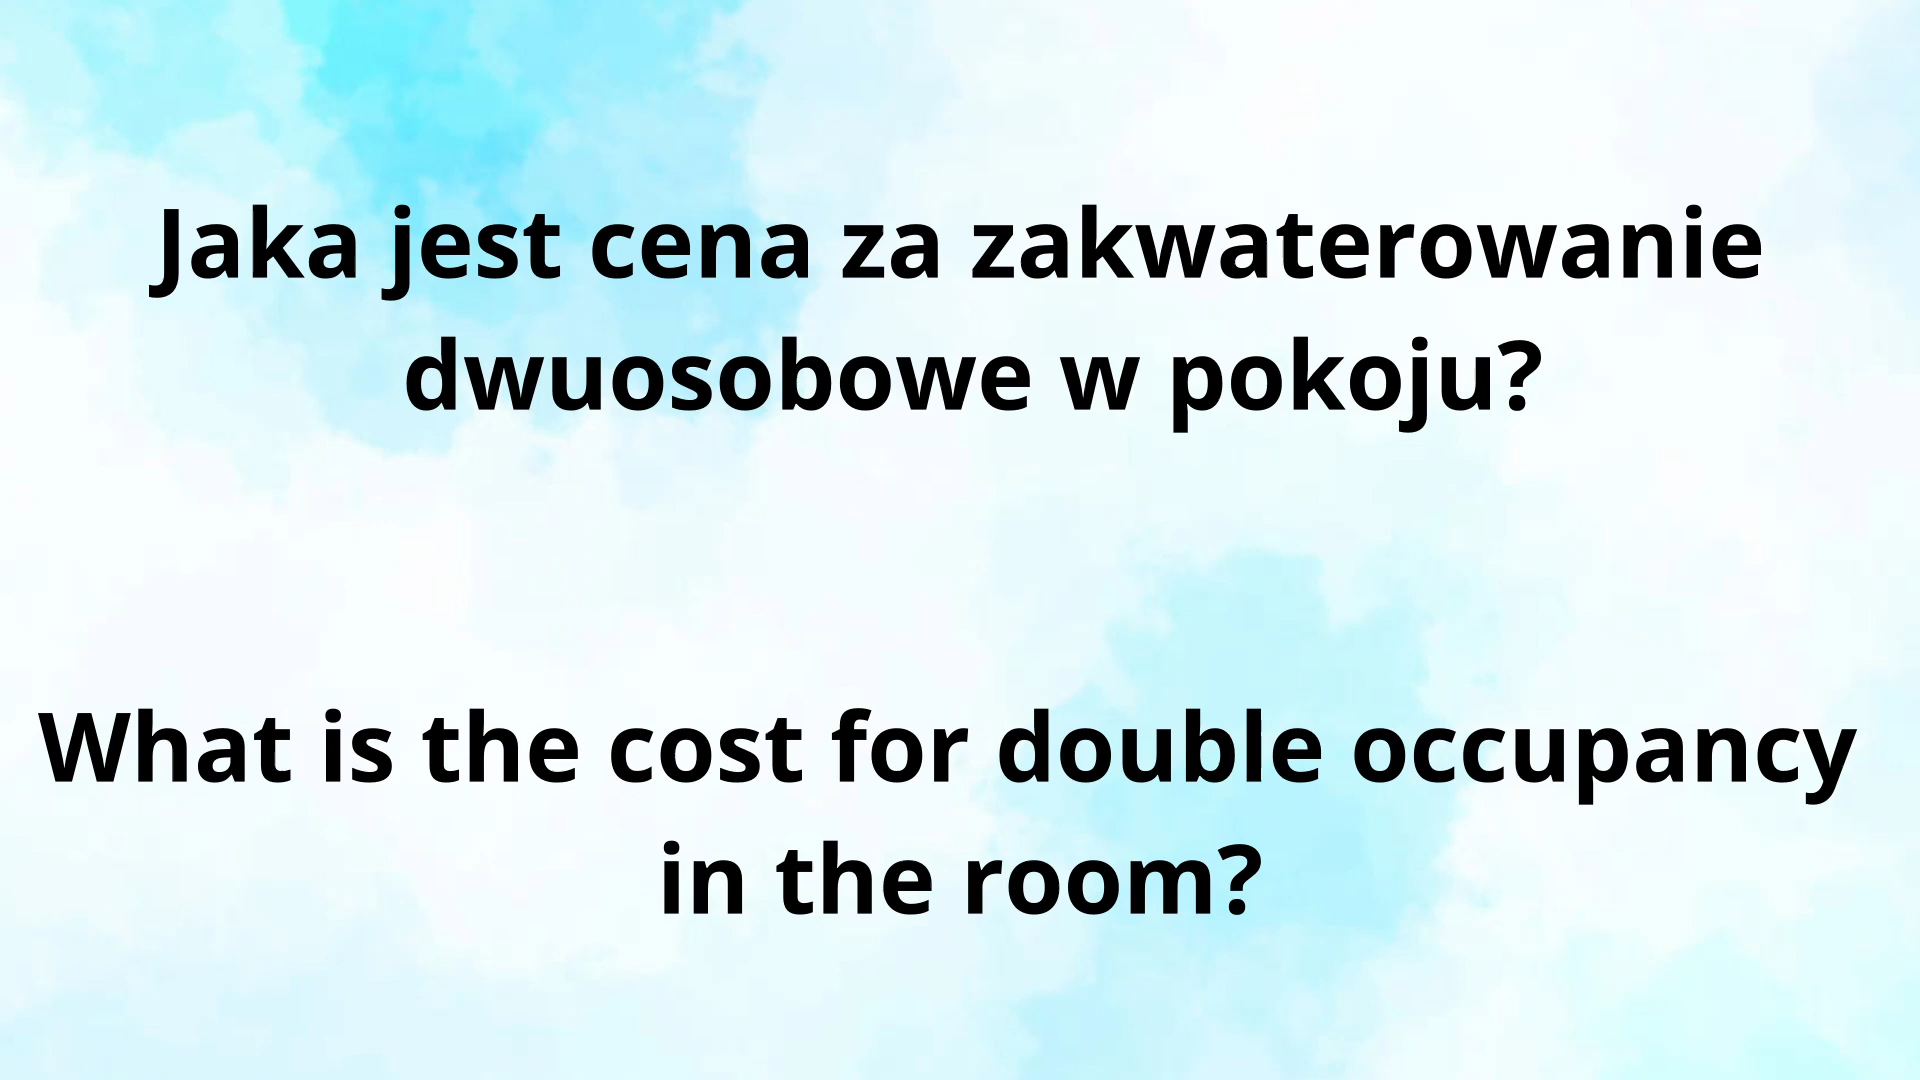 Jaka jest cena za zakwaterowanie
dwuosobowe w pokoju?
What is the cost for double occupancy
in the room?